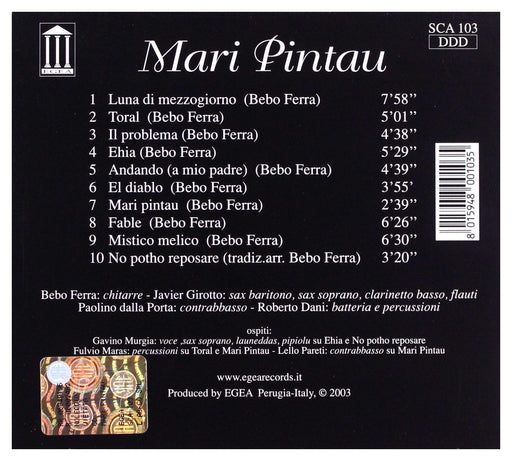 SCA 103
DDD
EGEA
Mari Pintau
1 Luna di mezzogiorno (Bebo Ferra) 7'58''
2 Toral (Bebo Ferra) 5'01''
3 Il problema (Bebo Ferra) 4'38''
4 Ehia (Bebo Ferra) 5'29''
5 Andando (a mio padre) (Bebo Ferra) 4'39''
6 El diablo (Bebo Ferra) 3'55'
7 Mari pintau (Bebo Ferra) 2'39''
8 Fable (Bebo Ferra) 6'26''
9 Mistico melico (Bebo Ferra) 6'30''
10 No potho reposare (tradiz.arr. Bebo Ferra) 3'20''
8 015948 001035
Bebo Ferra: chitarre - Javier Girotto: sax baritono, sax soprano, clarinetto basso, flauti
Paolino dalla Porta: contrabbasso - Roberto Dani: batteria e percussioni
ospiti:
Gavino Murgia: voce ,sax soprano, launeddas, pipiolu su Ehia e No potho reposare
Fulvio Maras: percussioni su Toral e Mari Pintau - Lello Pareti: contrabbasso su Mari Pintau
www.egearecords.it
Produced by EGEA Perugia-Italy, © 2003